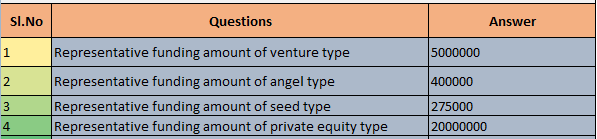 Sl.No Questions Answer
1 Representative funding amount of venture type 5000000
2 Representative funding amount of angel type 400000
3 Representative funding amount of seed type 275000
4 Representative funding amount of private equity type 20000000